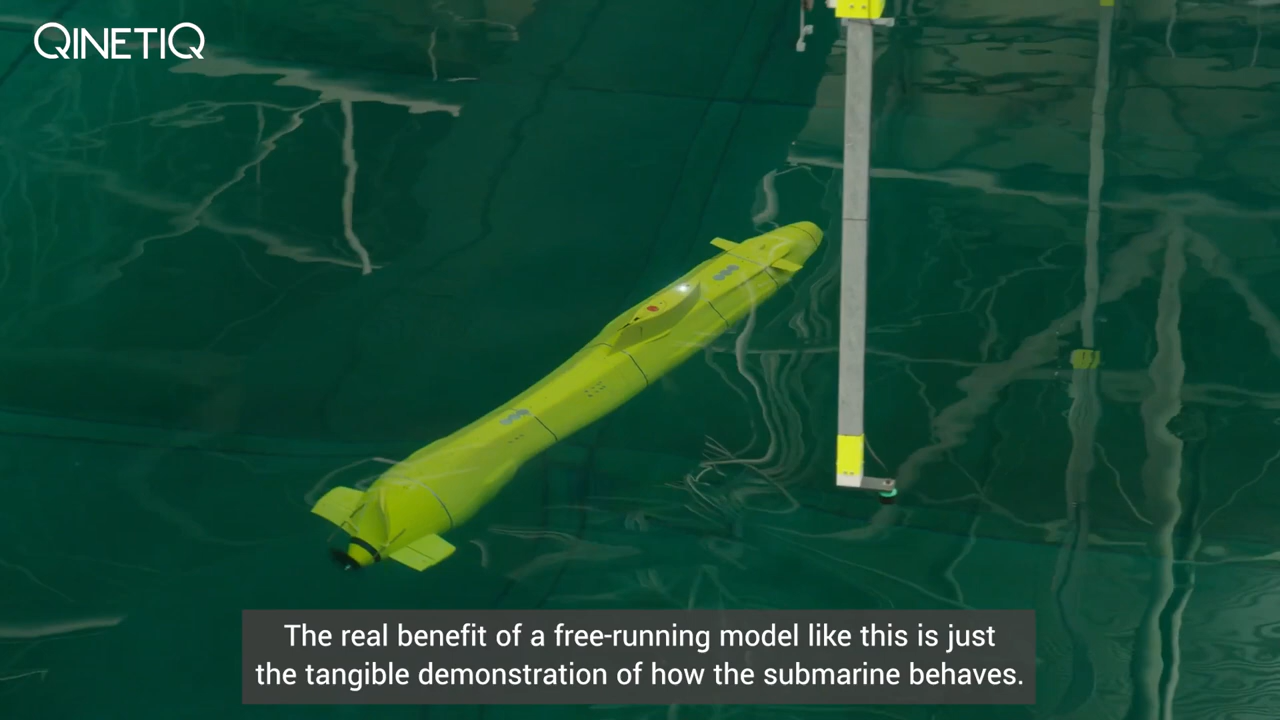 QINETIQ
The real benefit of a free-running model like this is just
the tangible demonstration of how the submarine behaves.